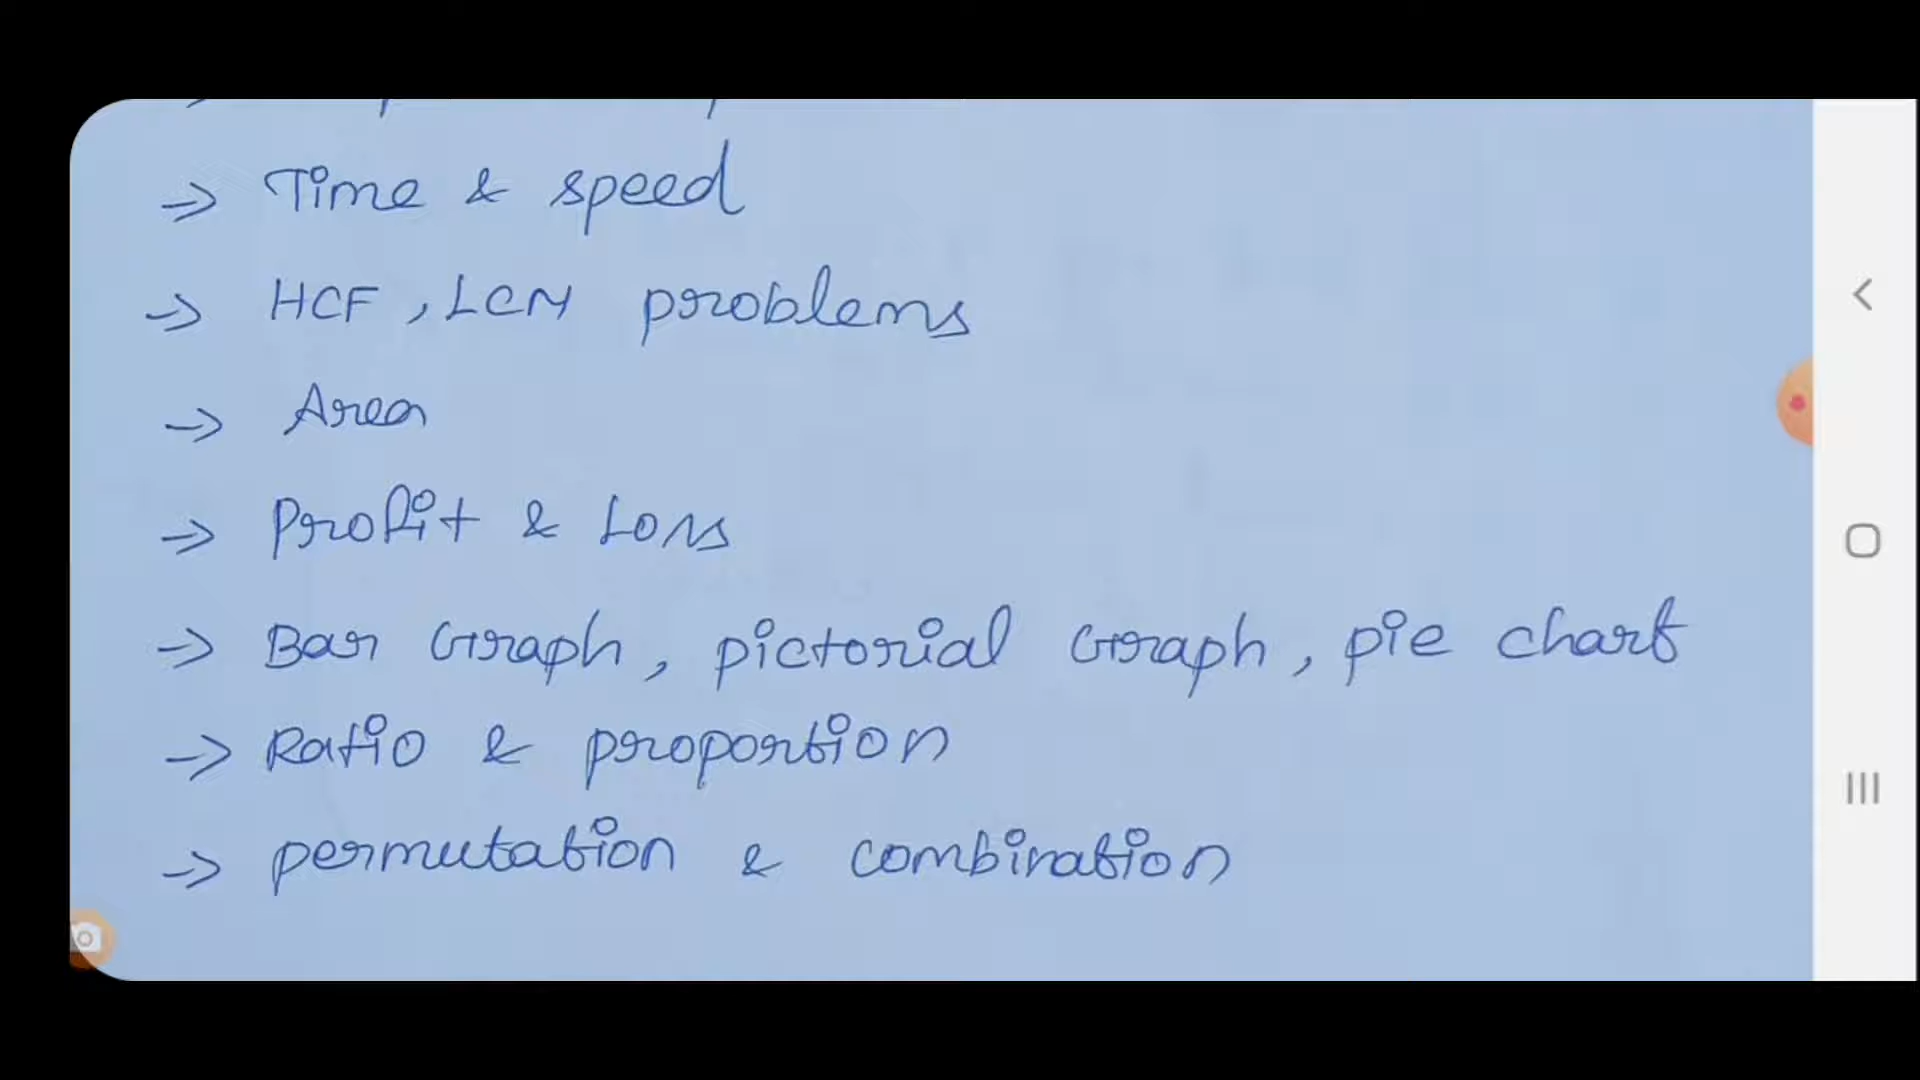 → Time & speed
→ HCF, LCM problems
→ Area
→ Profit & Loss
→ Bar Graph, pictorial Graph, pie chart
→ Ratio & proportion
→ permutation & combination